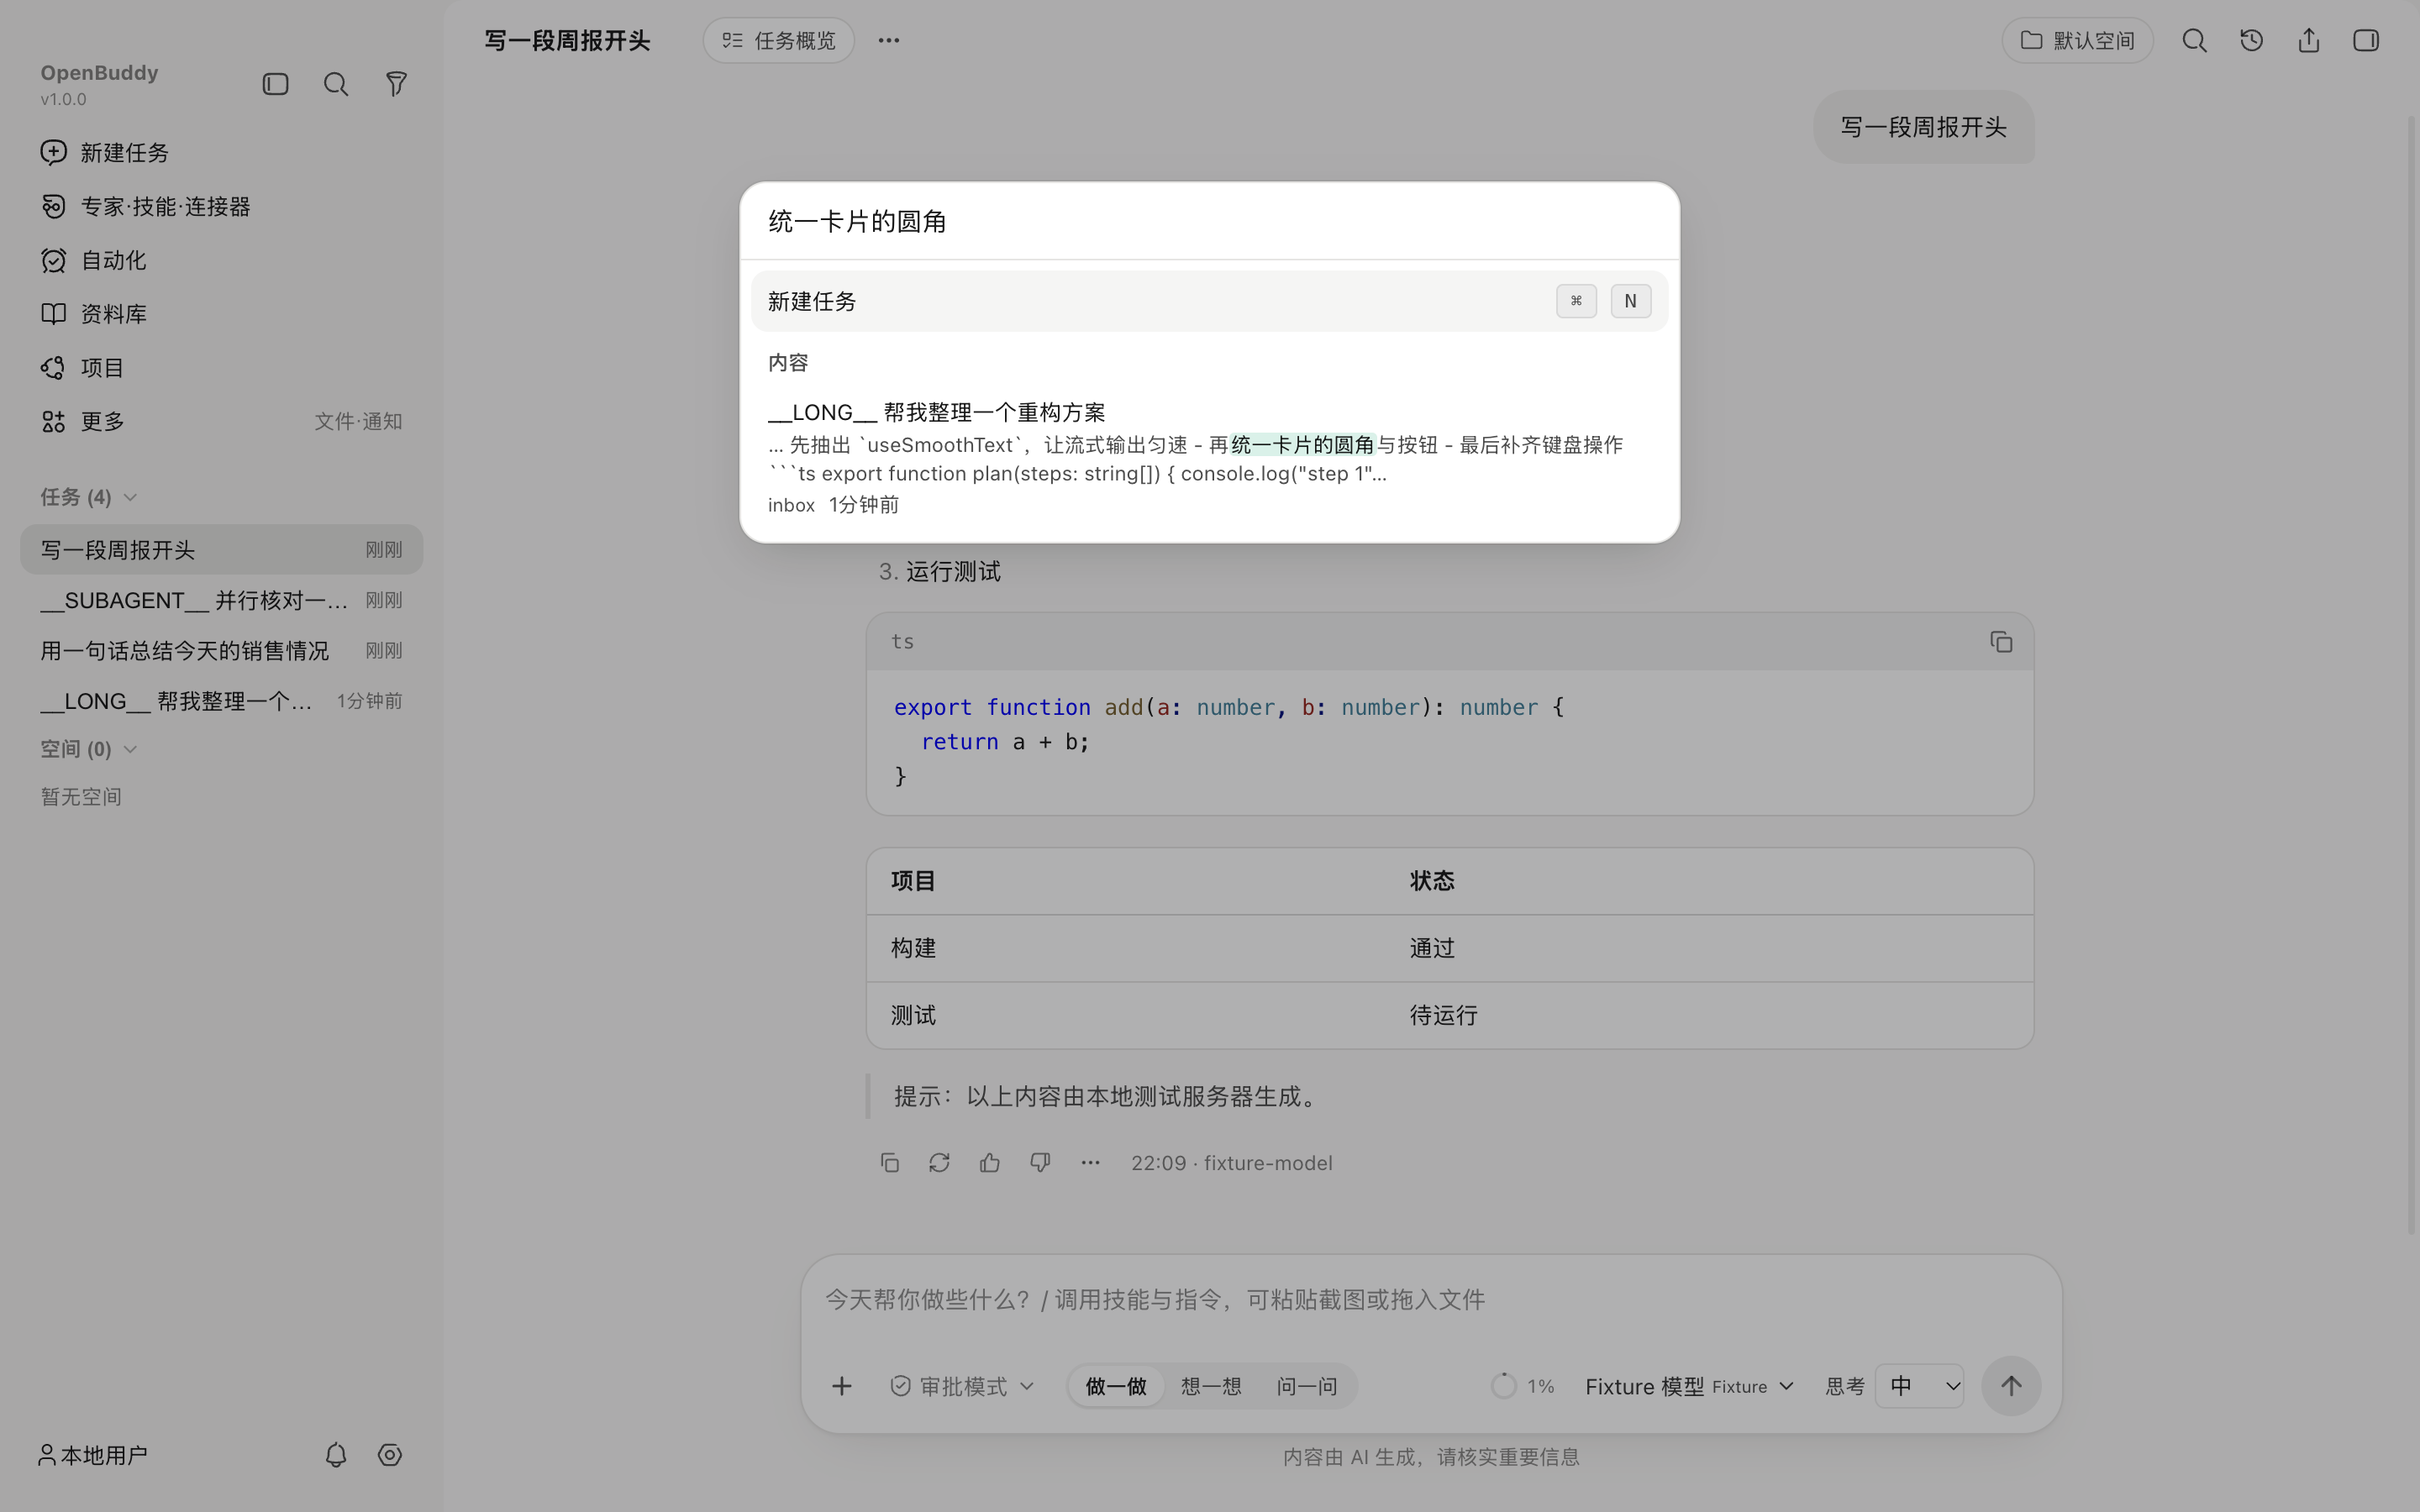 OpenBuddy
v1.0.0
新建任务
专家·技能·连接器
自动化
资料库
项目
更多 文件·通知
任务 (4)
写一段周报开头 刚刚
__SUBAGENT__ 并行核对一… 刚刚
用一句话总结今天的销售情况 刚刚
__LONG__ 帮我整理一个… 1分钟前
空间 (0)
暂无空间
本地用户
写一段周报开头 任务概览 默认空间
写一段周报开头
统一卡片的圆角
新建任务 ⌘ N
内容
__LONG__ 帮我整理一个重构方案
... 先抽出 `useSmoothText`，让流式输出匀速 - 再统一卡片的圆角与按钮 - 最后补齐键盘操作
```ts export function plan(steps: string[]) { console.log("step 1"...
inbox 1分钟前
3. 运行测试
ts
export function add(a: number, b: number): number {
return a + b;
}
项目 状态
构建 通过
测试 待运行
提示：以上内容由本地测试服务器生成。
22:09 · fixture-model
今天帮你做些什么？/ 调用技能与指令，可粘贴截图或拖入文件
审批模式 做一做 想一想 问一问 1% Fixture 模型 Fixture 思考 中
内容由 AI 生成，请核实重要信息